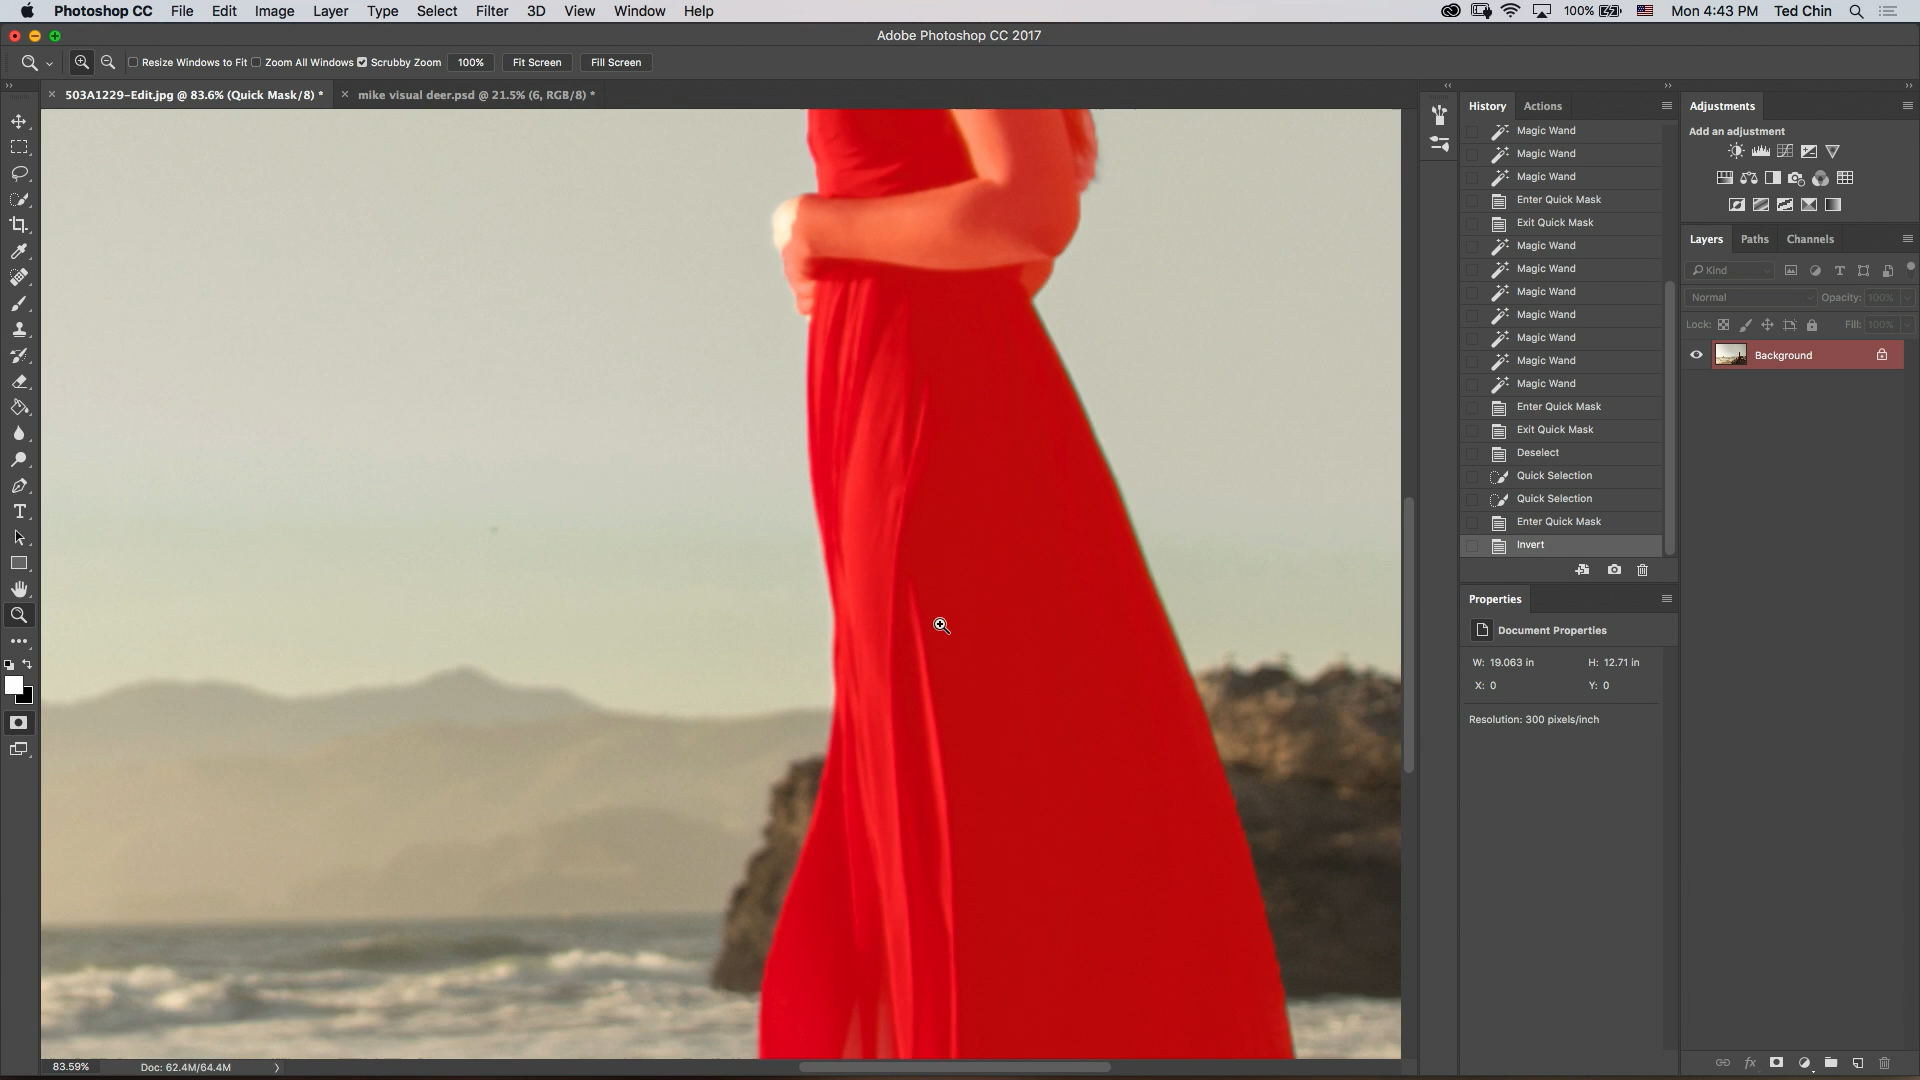 Photoshop CC File Edit Image Layer Type Select Filter 3D View Window Help 100% Mon 4:43 PM Ted Chin
Adobe Photoshop CC 2017
Resize Windows to Fit Zoom All Windows Scrubby Zoom 100% Fit Screen Fill Screen
503A1229-Edit.jpg @ 83.6% (Quick Mask/8) * mike visual deer.psd @ 21.5% (6, RGB/8) *
History Actions
Magic Wand
Magic Wand
Magic Wand
Enter Quick Mask
Exit Quick Mask
Magic Wand
Magic Wand
Magic Wand
Magic Wand
Magic Wand
Magic Wand
Magic Wand
Enter Quick Mask
Exit Quick Mask
Deselect
Quick Selection
Quick Selection
Enter Quick Mask
Invert
Properties
Document Properties
W: 19.063 in H: 12.71 in
X: 0 Y: 0
Resolution: 300 pixels/inch
Adjustments
Add an adjustment
Layers Paths Channels
Kind
Normal Opacity: 100%
Lock: Fill: 100%
Background
83.59% Doc: 62.4M/64.4M